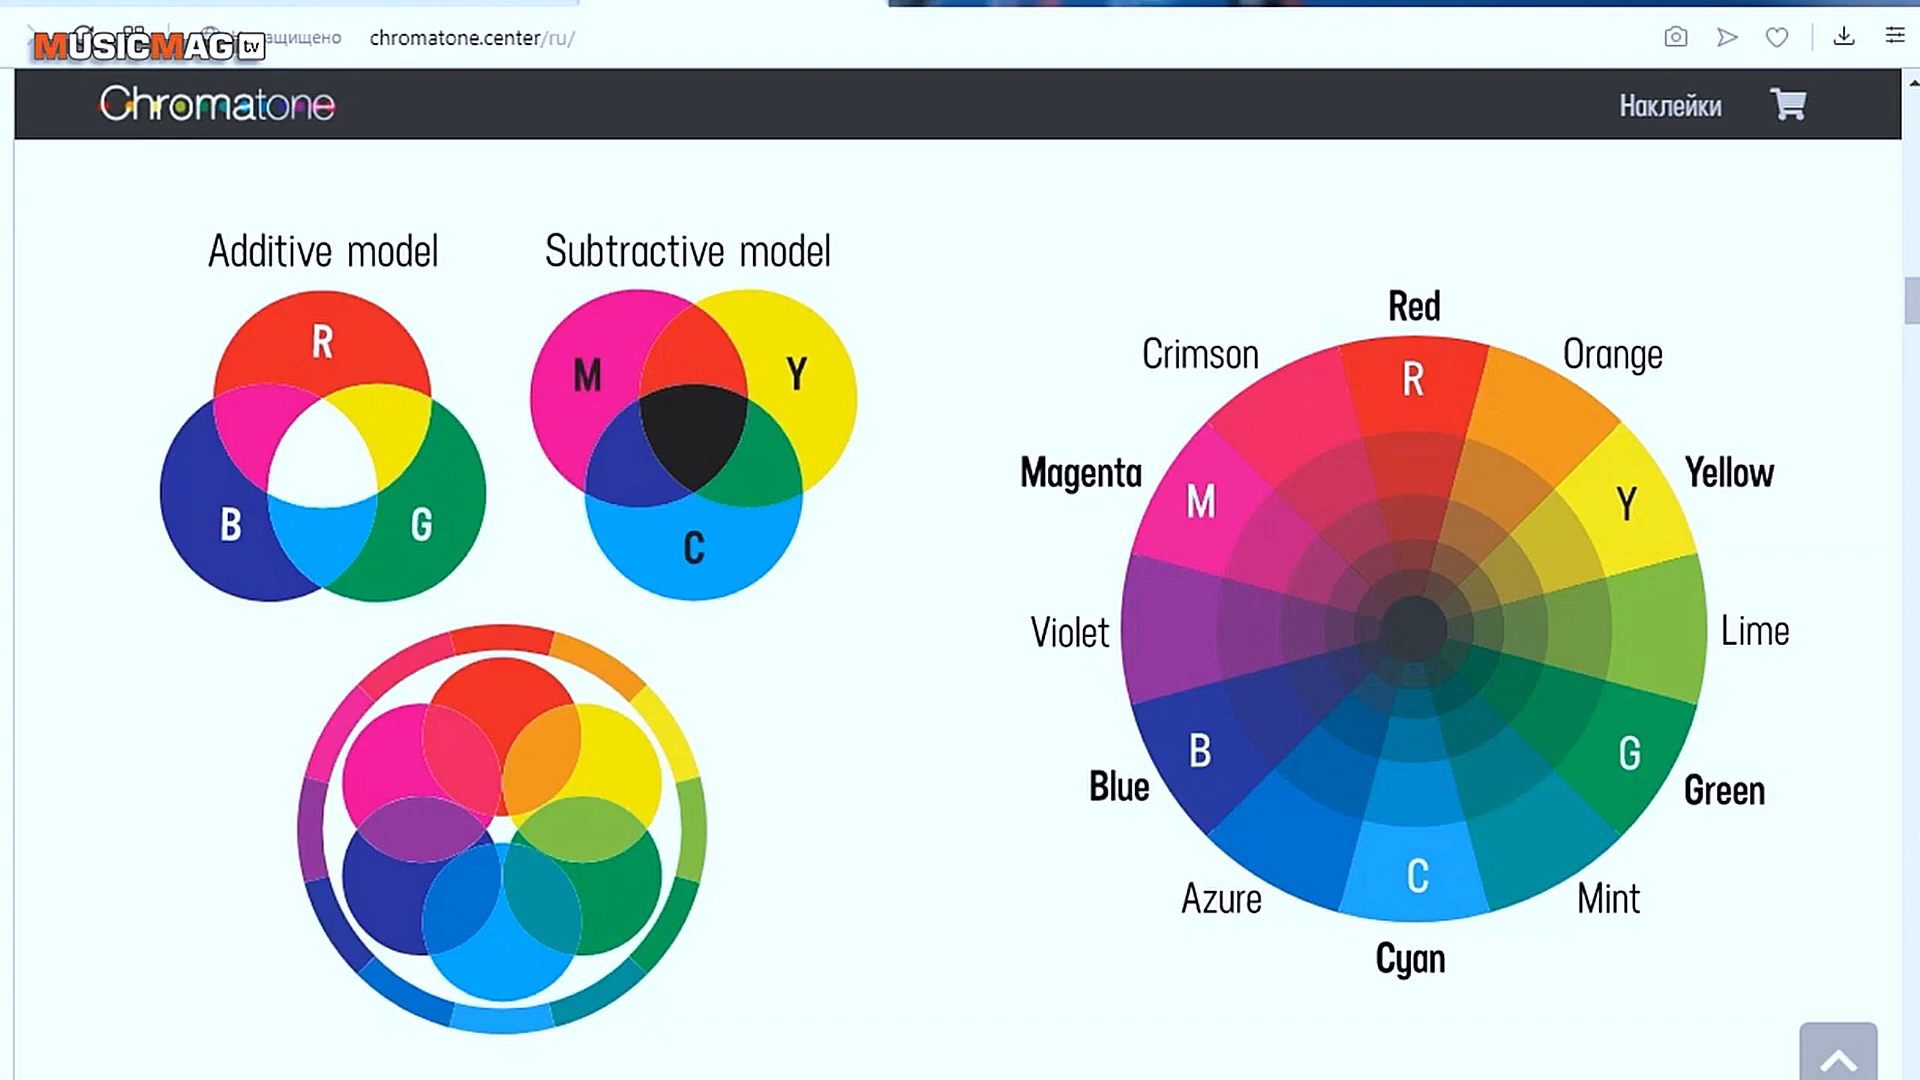 MUSICMAG tv
защищено
chromatone.center/ru/
Chromatone
Наклейки
Additive model
Subtractive model
R
B
G
M
Y
C
Red
Crimson
Orange
Magenta
Yellow
Violet
Lime
Blue
Green
Azure
Mint
Cyan
R
M
Y
B
G
C